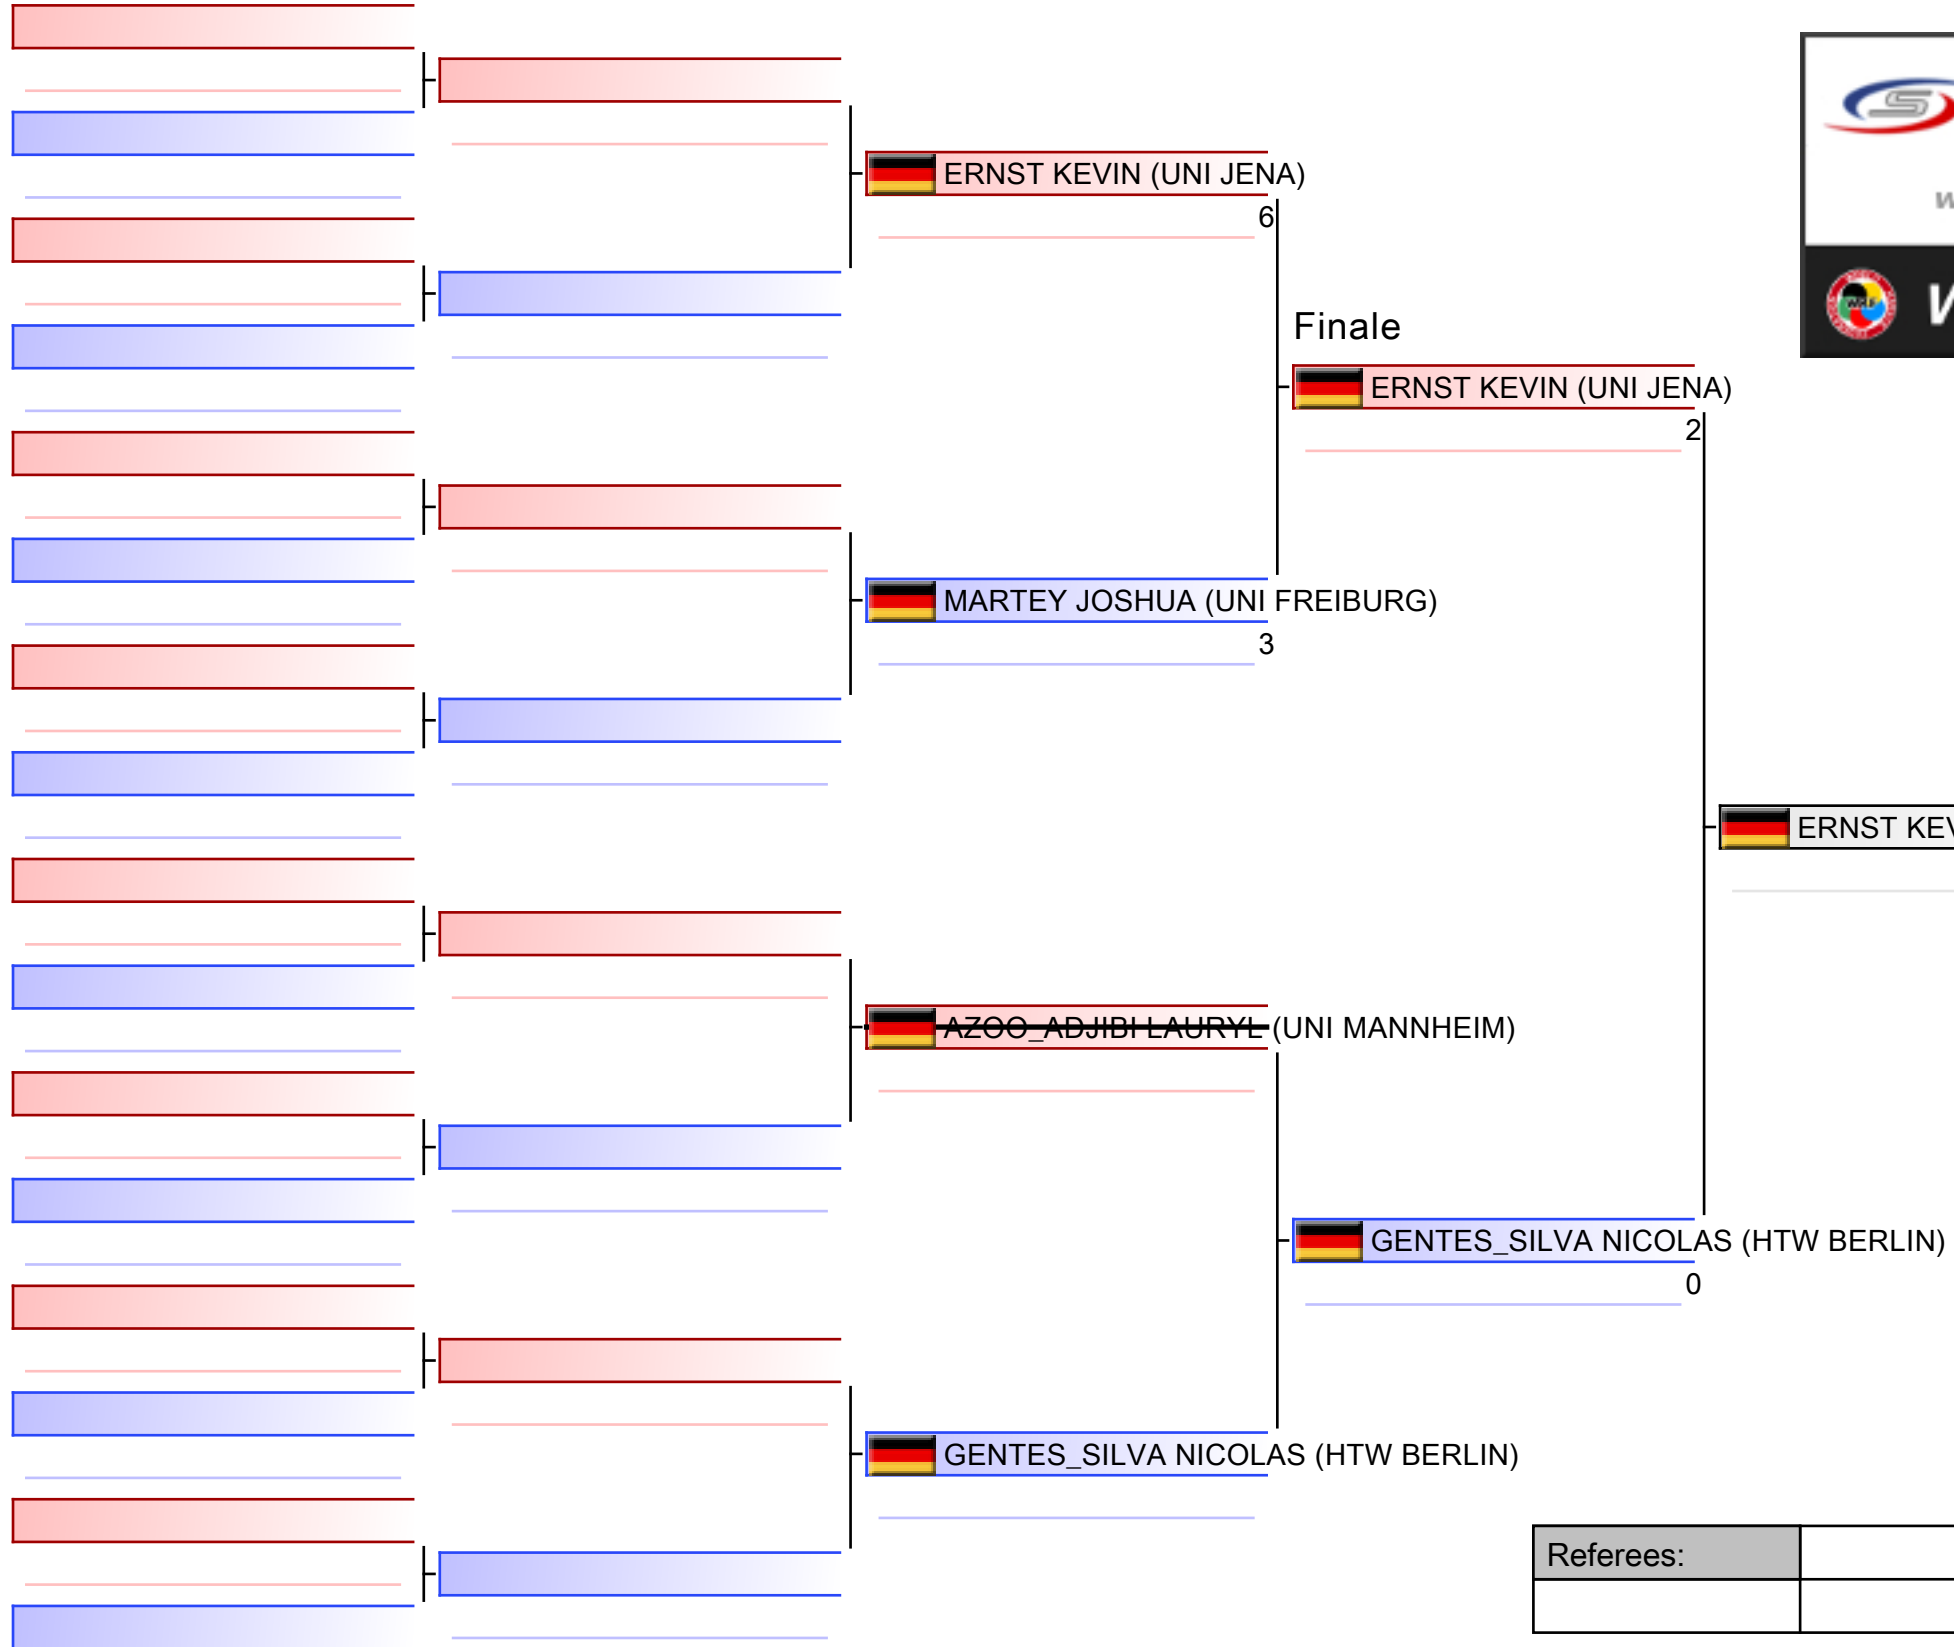 ERNST KEVIN (UNI JENA)
6
Finale
ERNST KEVIN (UNI JENA)
2
MARTEY JOSHUA (UNI FREIBURG)
3
ERNST
AZOO_ADJIBI LAURYL (UNI MANNHEIM)
GENTES_SILVA NICOLAS (HTW BERLIN)
0
GENTES_SILVA NICOLAS (HTW BERLIN)
Referees: